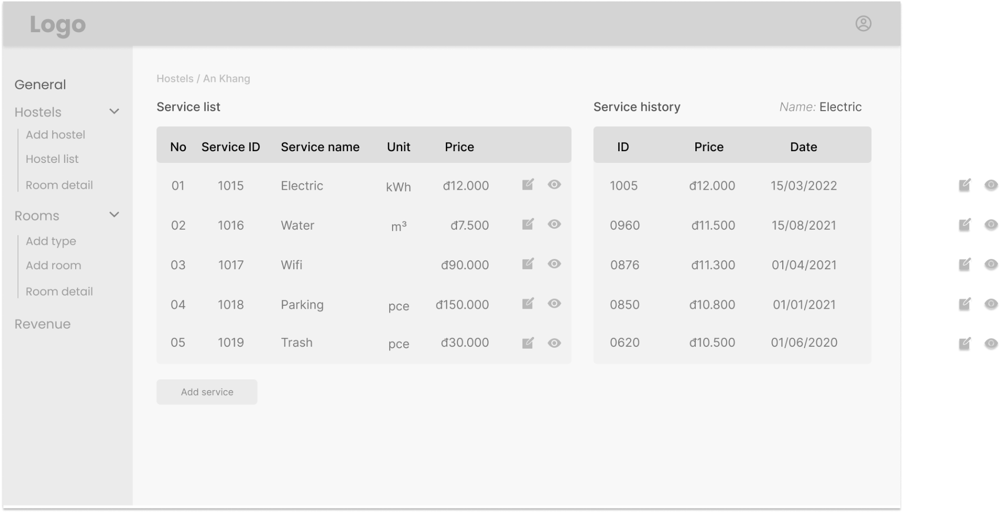 Logo
General
Hostels
Add hostel
Hostel list
Room detail
Rooms
Add type
Add room
Room detail
Revenue
Hostels / An Khang
Service list
No Service ID Service name Unit Price
01 1015 Electric kWh đ12.000
02 1016 Water m³ đ7.500
03 1017 Wifi đ90.000
04 1018 Parking pce đ150.000
05 1019 Trash pce đ30.000
Add service
Service history Name: Electric
ID Price Date
1005 đ12.000 15/03/2022
0960 đ11.500 15/08/2021
0876 đ11.300 01/04/2021
0850 đ10.800 01/01/2021
0620 đ10.500 01/06/2020